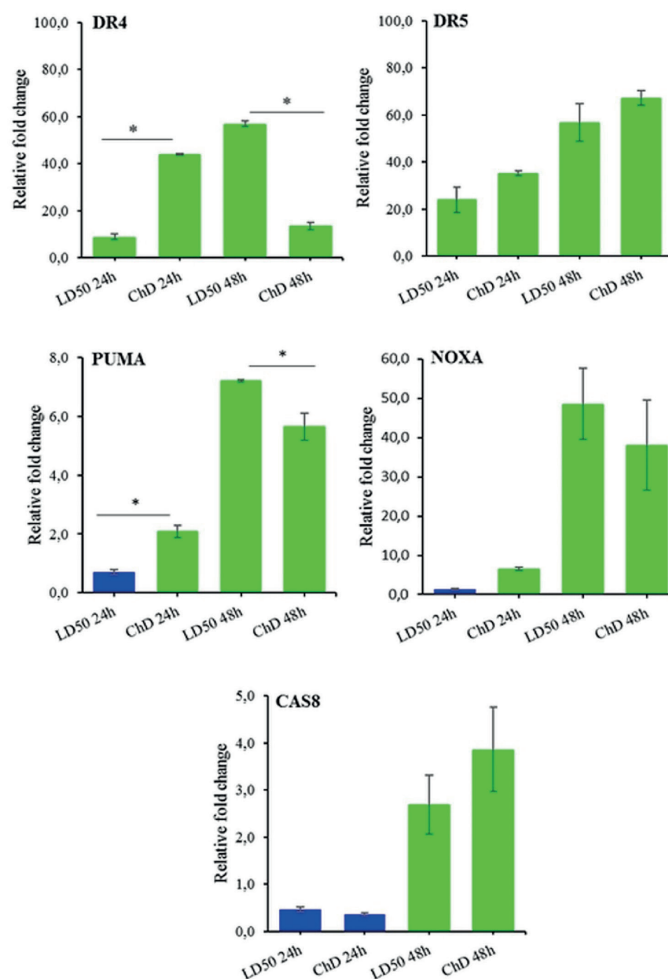 DR4
Relative fold change
100,0
80,0
60,0
40,0
20,0
0,0
*
*
LD50 24h
ChD 24h
LD50 48h
ChD 48h
DR5
Relative fold change
100,0
80,0
60,0
40,0
20,0
0,0
LD50 24h
ChD 24h
LD50 48h
ChD 48h
PUMA
Relative fold change
8,0
6,0
4,0
2,0
0,0
*
*
LD50 24h
ChD 24h
LD50 48h
ChD 48h
NOXA
Relative fold change
60,0
50,0
40,0
30,0
20,0
10,0
0,0
LD50 24h
ChD 24h
LD50 48h
ChD 48h
CAS8
Relative fold change
5,0
4,0
3,0
2,0
1,0
0,0
LD50 24h
ChD 24h
LD50 48h
ChD 48h